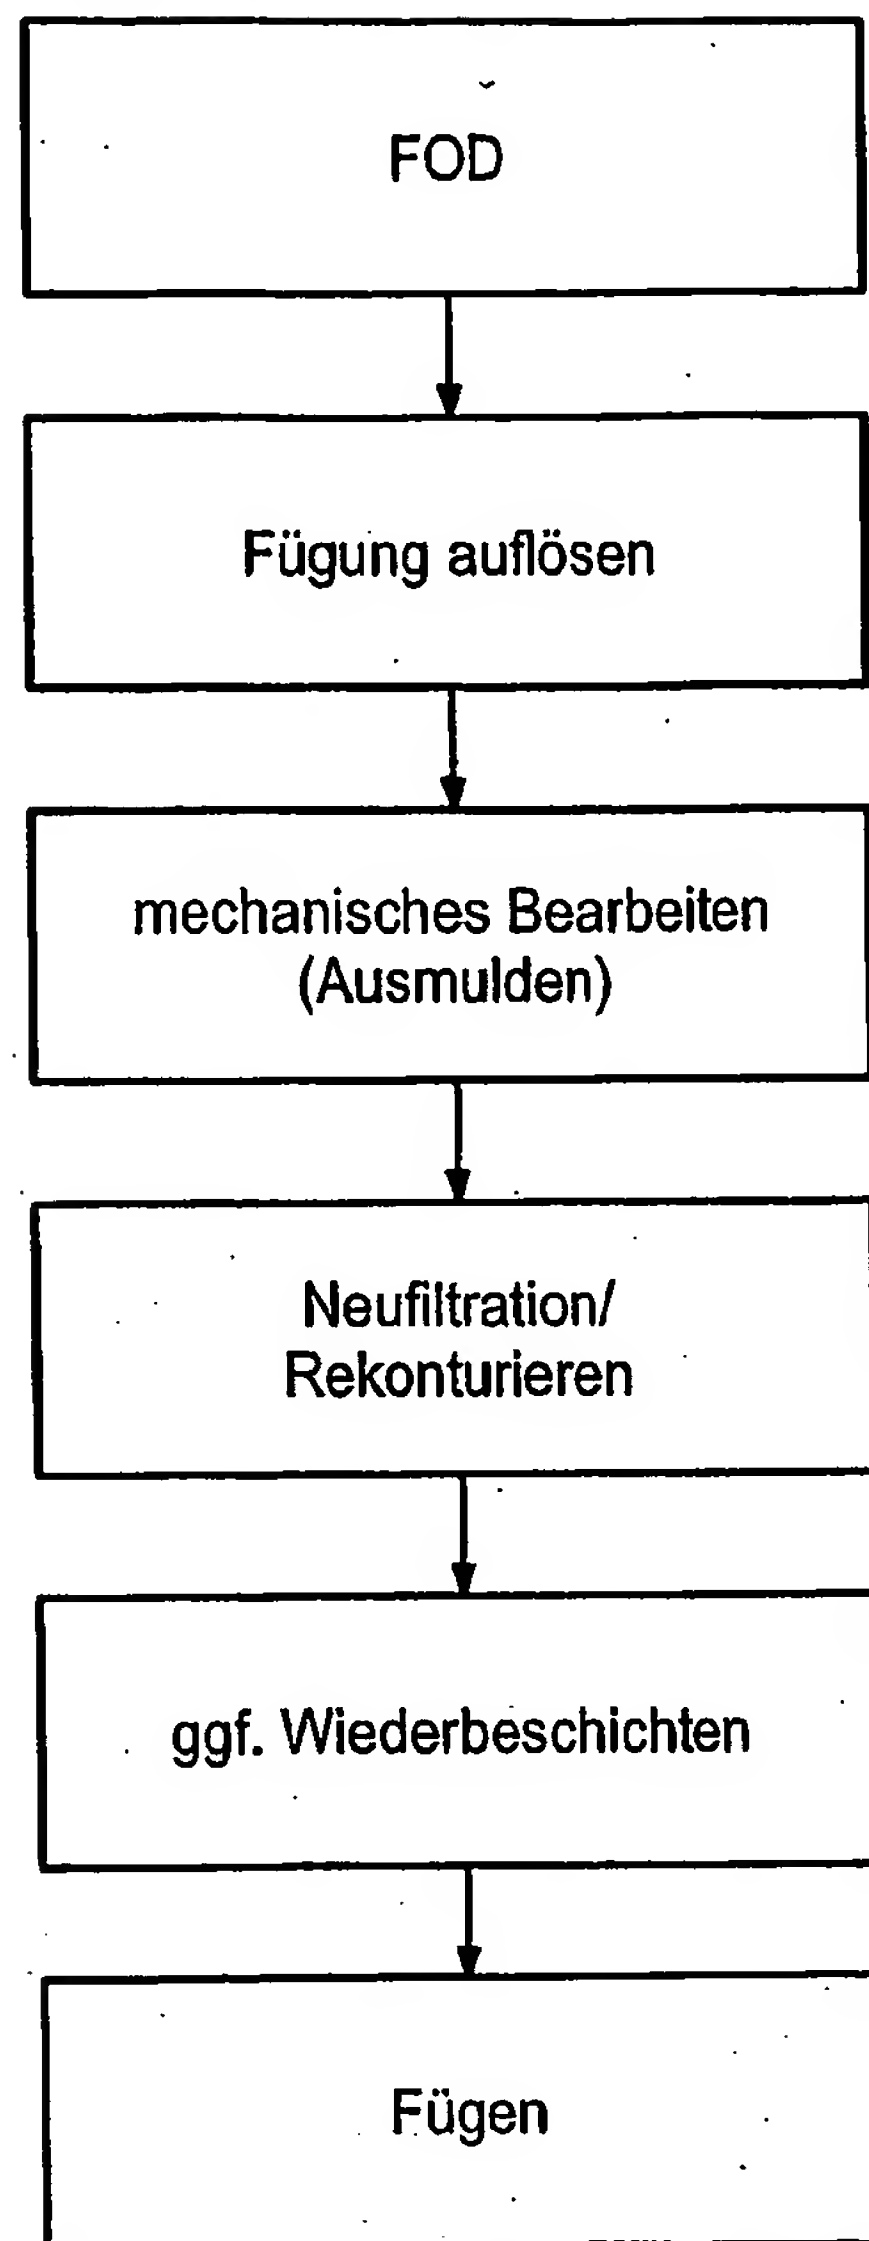 FOD
Fügung auflösen
mechanisches Bearbeiten
(Ausmulden)
Neufiltration/
Rekonturieren
ggf. Wiederbeschichten
Fügen